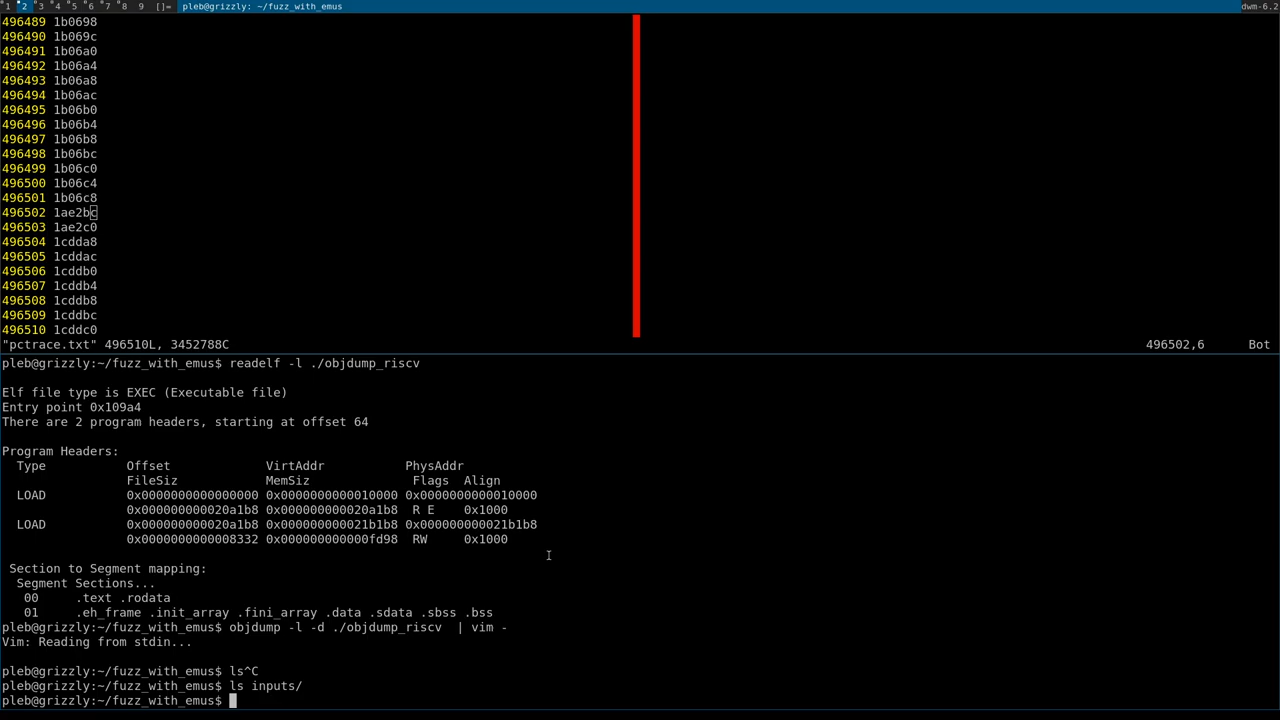 1 2 3 4 5 6 7 8 9 []= pleb@grizzly: ~/fuzz_with_emus dwm-6.2
496489 1b0698
496490 1b069c
496491 1b06a0
496492 1b06a4
496493 1b06a8
496494 1b06ac
496495 1b06b0
496496 1b06b4
496497 1b06b8
496498 1b06bc
496499 1b06c0
496500 1b06c4
496501 1b06c8
496502 1ae2bc
496503 1ae2c0
496504 1cdda8
496505 1cddac
496506 1cddb0
496507 1cddb4
496508 1cddb8
496509 1cddbc
496510 1cddc0
"pctrace.txt" 496510L, 3452788C 496502,6 Bot
pleb@grizzly:~/fuzz_with_emus$ readelf -l ./objdump_riscv
Elf file type is EXEC (Executable file)
Entry point 0x109a4
There are 2 program headers, starting at offset 64
Program Headers:
Type Offset VirtAddr PhysAddr
FileSiz MemSiz Flags Align
LOAD 0x0000000000000000 0x0000000000010000 0x0000000000010000
0x000000000020a1b8 0x000000000020a1b8 R E 0x1000
LOAD 0x000000000020a1b8 0x000000000021b1b8 0x000000000021b1b8
0x0000000000008332 0x000000000000fd98 RW 0x1000
Section to Segment mapping:
Segment Sections...
00 .text .rodata
01 .eh_frame .init_array .fini_array .data .sdata .sbss .bss
pleb@grizzly:~/fuzz_with_emus$ objdump -l -d ./objdump_riscv | vim -
Vim: Reading from stdin...
pleb@grizzly:~/fuzz_with_emus$ ls^C
pleb@grizzly:~/fuzz_with_emus$ ls inputs/
pleb@grizzly:~/fuzz_with_emus$